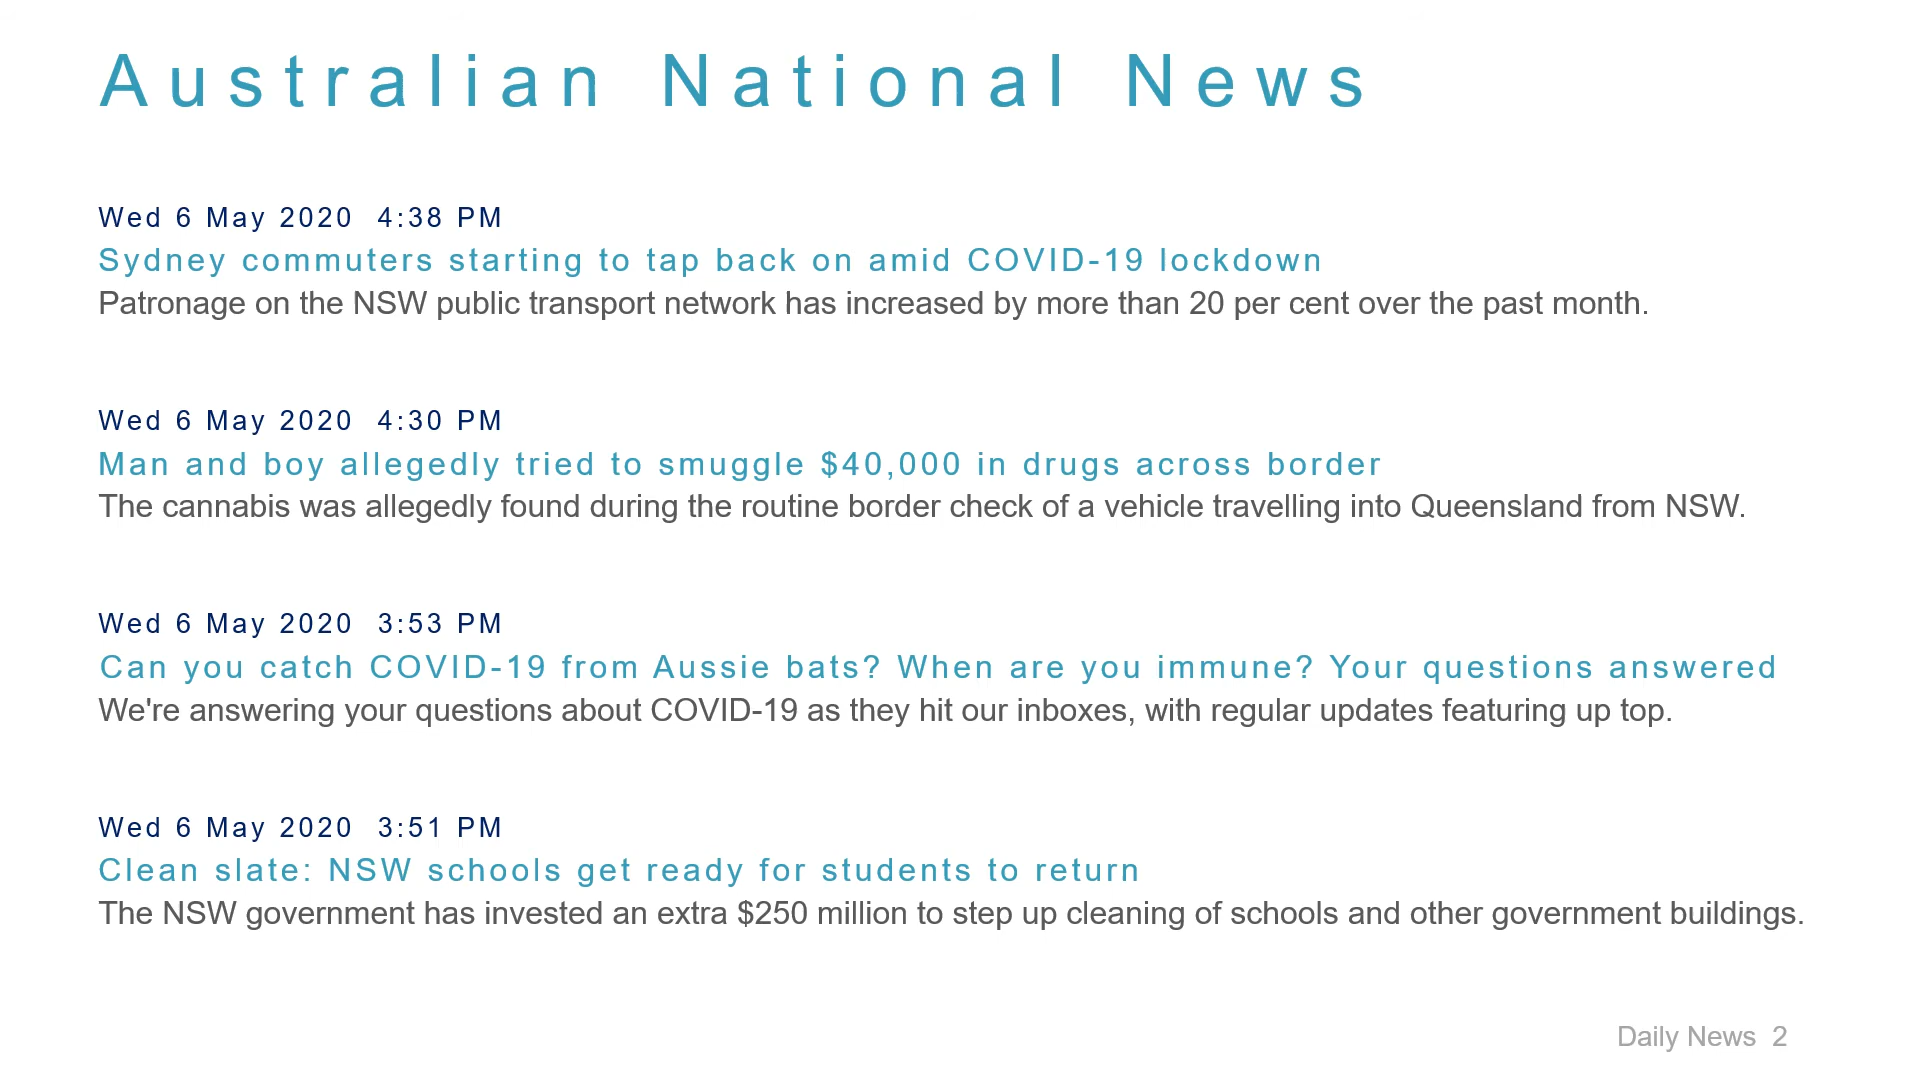 Australian National News
Wed 6 May 2020 4:38 PM
Sydney commuters starting to tap back on amid COVID-19 lockdown
Patronage on the NSW public transport network has increased by more than 20 per cent over the past month.
Wed 6 May 2020 4:30 PM
Man and boy allegedly tried to smuggle $40,000 in drugs across border
The cannabis was allegedly found during the routine border check of a vehicle travelling into Queensland from NSW.
Wed 6 May 2020 3:53 PM
Can you catch COVID-19 from Aussie bats? When are you immune? Your questions answered
We're answering your questions about COVID-19 as they hit our inboxes, with regular updates featuring up top.
Wed 6 May 2020 3:51 PM
Clean slate: NSW schools get ready for students to return
The NSW government has invested an extra $250 million to step up cleaning of schools and other government buildings.
Daily News 2